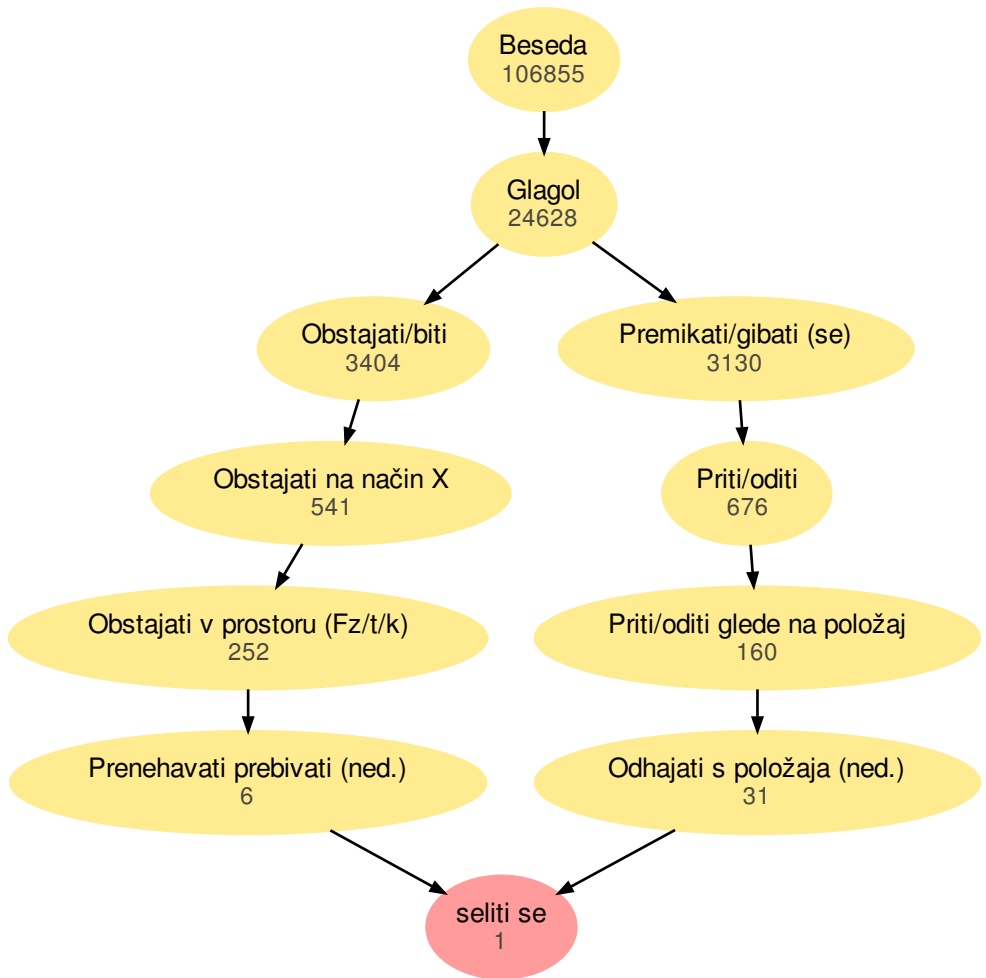 Beseda
106855
Glagol
24628
Obstajati/biti
3404
Premikati/gibati (se)
3130
Obstajati na način X
541
Priti/oditi
676
Obstajati v prostoru (Fz/t/k)
252
Priti/oditi glede na položaj
160
Prenehavati prebivati (ned.)
6
Odhajati s položaja (ned.)
31
seliti se
1